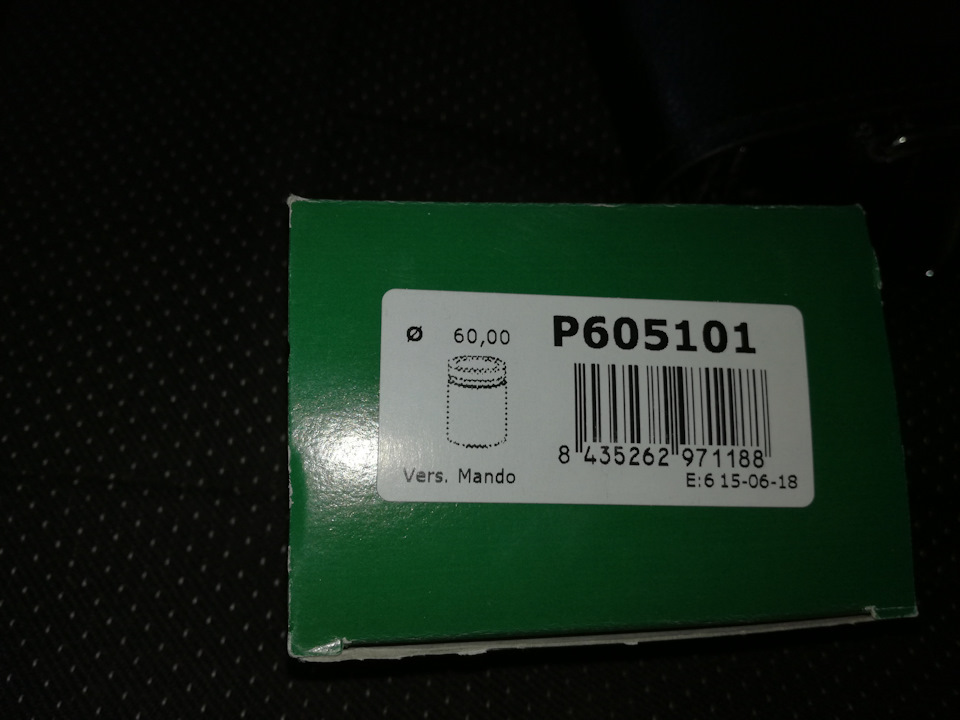 Ø 60,00 P605101
8 435262 971188
Vers. Mando E:6 15-06-18